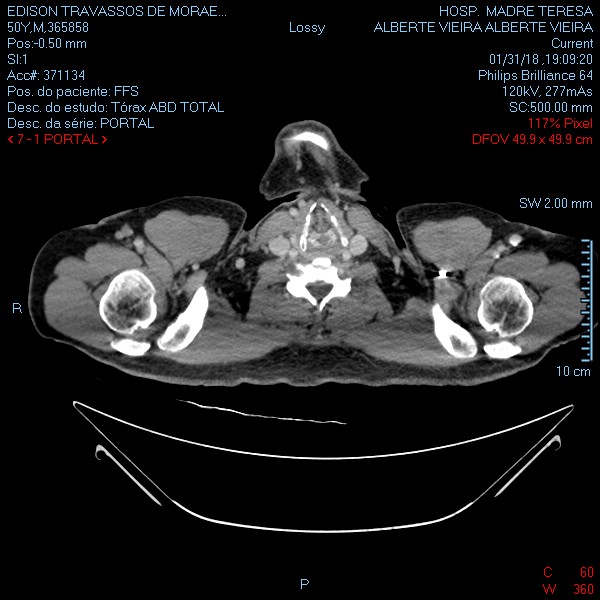 EDISON TRAVASSOS DE MORAE...
50Y,M,365858
Pos:-0.50 mm
Sl:1
Acc#: 371134
Pos. do paciente: FFS
Desc. do estudo: Tórax ABD TOTAL
Desc. da série: PORTAL
< 7 - 1 PORTAL >
Lossy
HOSP. MADRE TERESA
ALBERTE VIEIRA ALBERTE VIEIRA
Current
01/31/18 ,19:09:20
Philips Brilliance 64
120kV, 277mAs
SC:500.00 mm
117% Pixel
DFOV 49.9 x 49.9 cm
SW 2.00 mm
R
10 cm
P
C 60
W 360